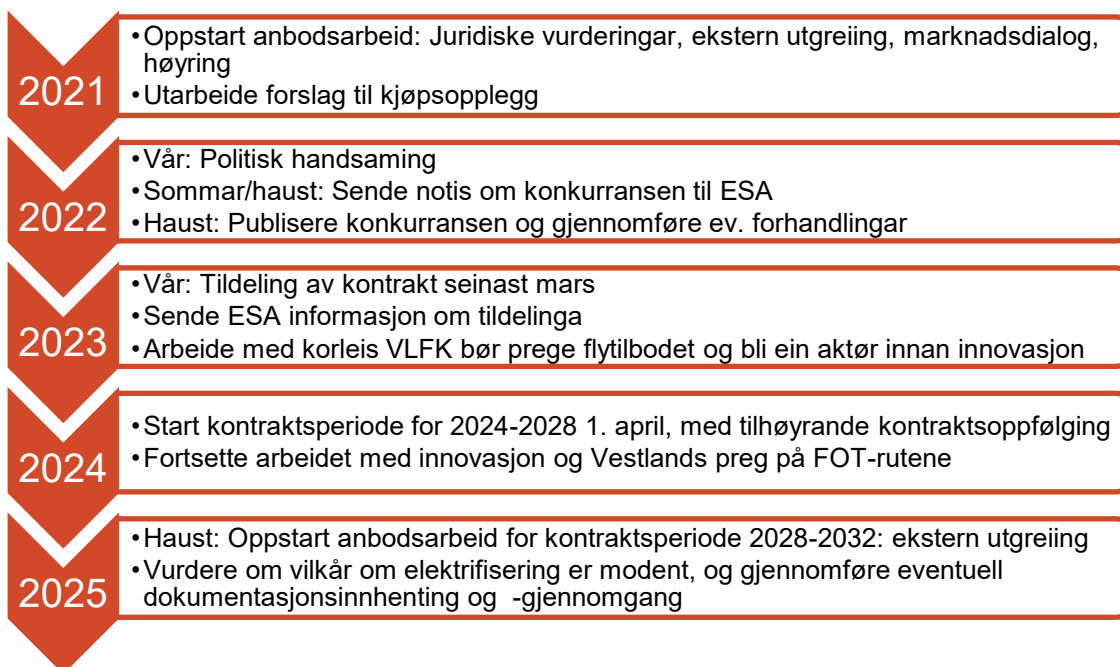 2021
•Oppstart anbodsarbeid: Juridiske vurderingar, ekstern utgreiing, marknadsdialog,
høyring
•Utarbeide forslag til kjøpsopplegg
2022
•Vår: Politisk handsaming
•Sommar/haust: Sende notis om konkurransen til ESA
•Haust: Publisere konkurransen og gjennomføre ev. forhandlingar
2023
•Vår: Tildeling av kontrakt seinast mars
•Sende ESA informasjon om tildelinga
•Arbeide med korleis VLFK bør prege flytilbodet og bli ein aktør innan innovasjon
2024
•Start kontraktsperiode for 2024-2028 1. april, med tilhøyrande kontraktsoppfølging
•Fortsette arbeidet med innovasjon og Vestlands preg på FOT-rutene
2025
•Haust: Oppstart anbodsarbeid for kontraktsperiode 2028-2032: ekstern utgreiing
•Vurdere om vilkår om elektrifisering er modent, og gjennomføre eventuell
dokumentasjonsinnhenting og -gjennomgang